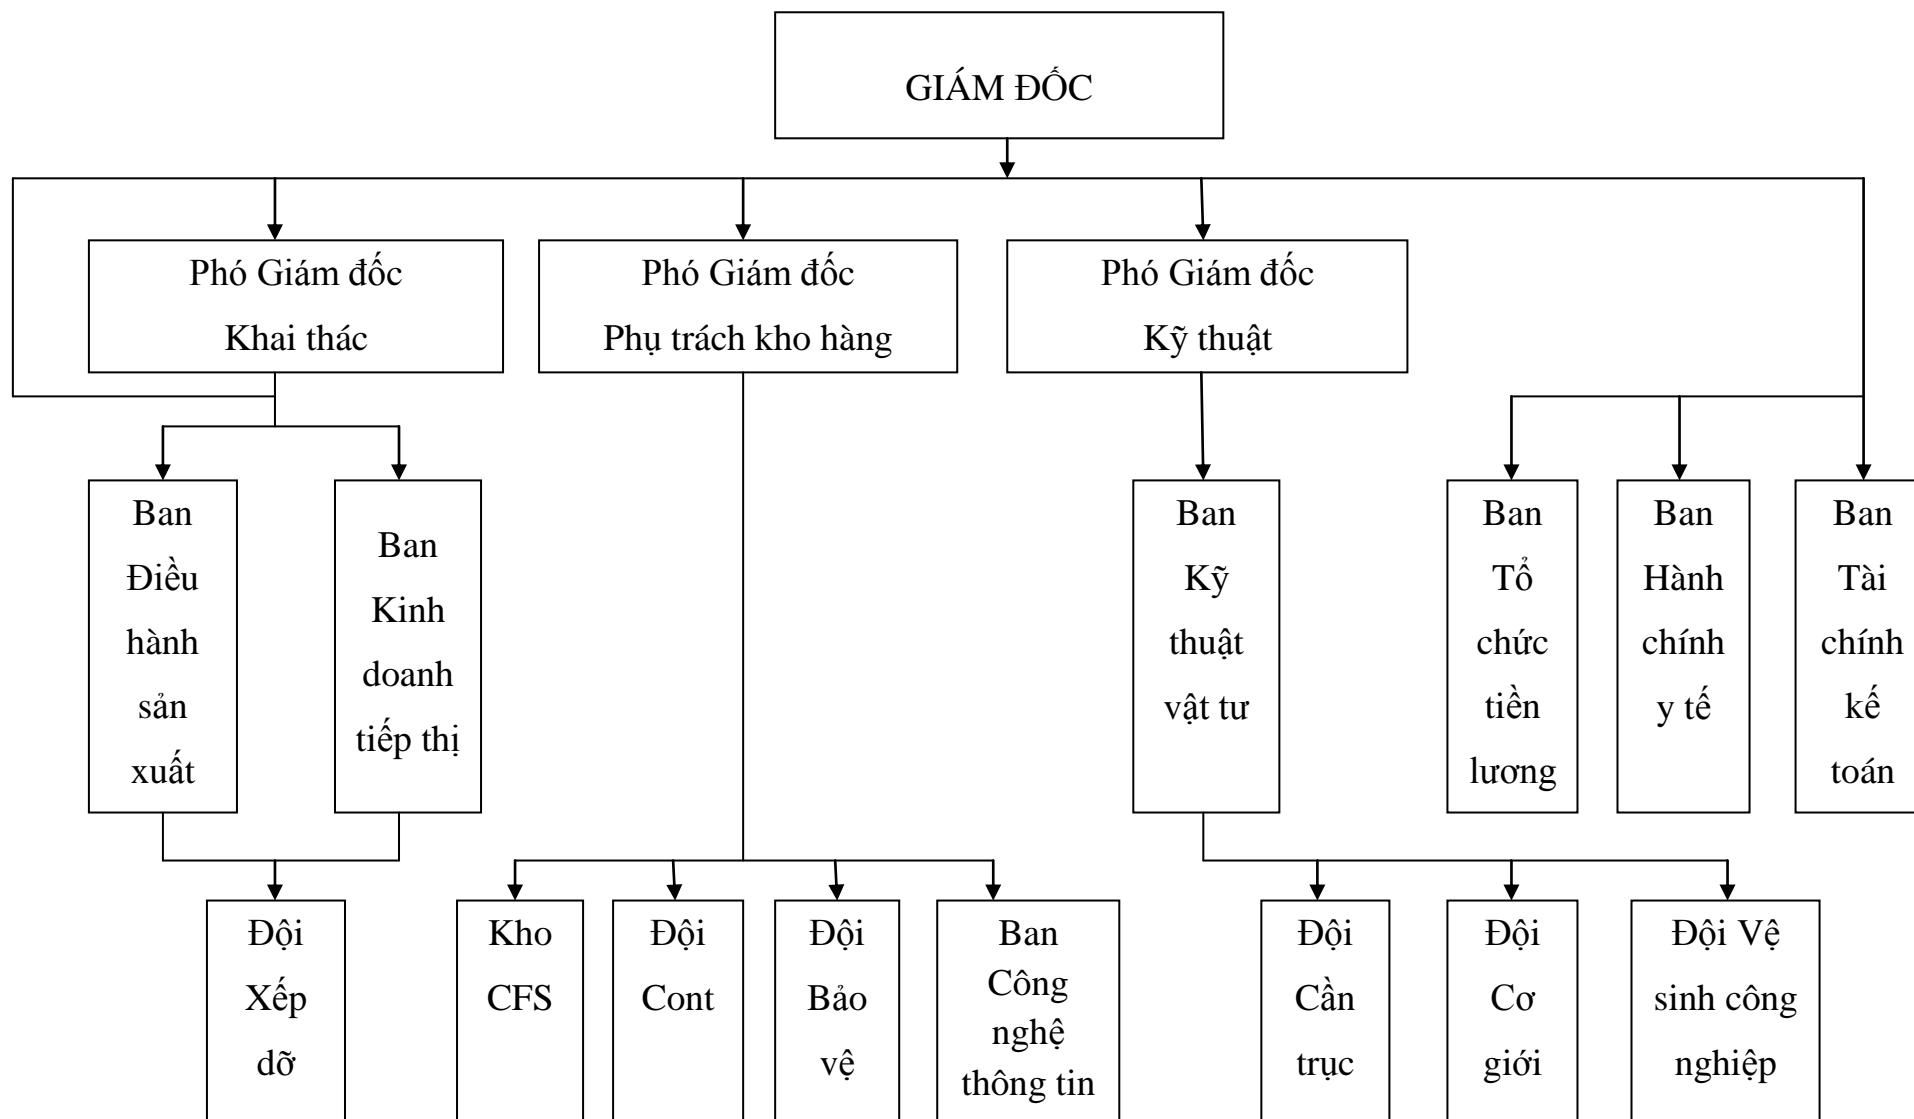 GIÁM ĐỐC
Phó Giám đốc
Khai thác
Phó Giám đốc
Phụ trách kho hàng
Phó Giám đốc
Kỹ thuật
Ban
Điều
hành
sản
xuất
Ban
Kinh
doanh
tiếp thị
Ban
Kỹ
thuật
vật tư
Ban
Tổ
chức
tiền
lương
Ban
Hành
chính
y tế
Ban
Tài
chính
kế
toán
Đội
Xếp
dỡ
Kho
CFS
Đội
Cont
Đội
Bảo
vệ
Ban
Công
nghệ
thông tin
Đội
Cần
trục
Đội
Cơ
giới
Đội Vệ
sinh công
nghiệp